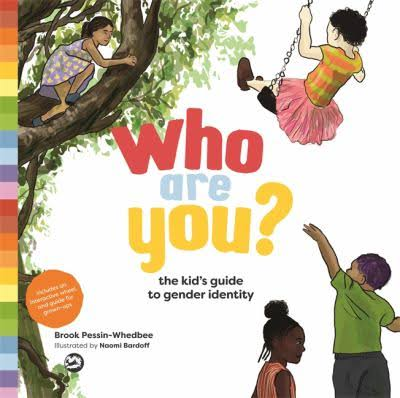 who
are
you?
the kid's guide
to gender identity
includes an
interactive wheel
and guide for
grown-ups
Brook Pessin-Whedbee
Illustrated by Naomi Bardoff